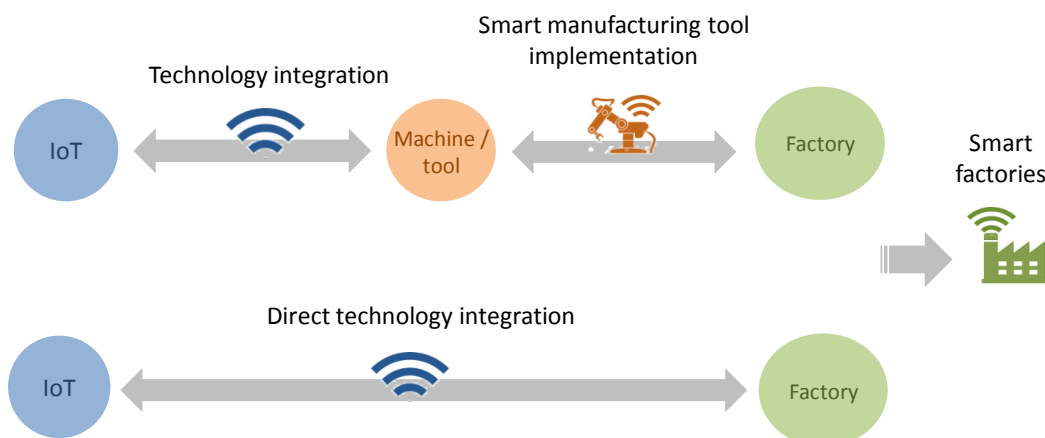 Smart manufacturing tool
implementation
Technology integration
IoT
Machine /
tool
Factory
Smart
factories
Direct technology integration
IoT
Factory